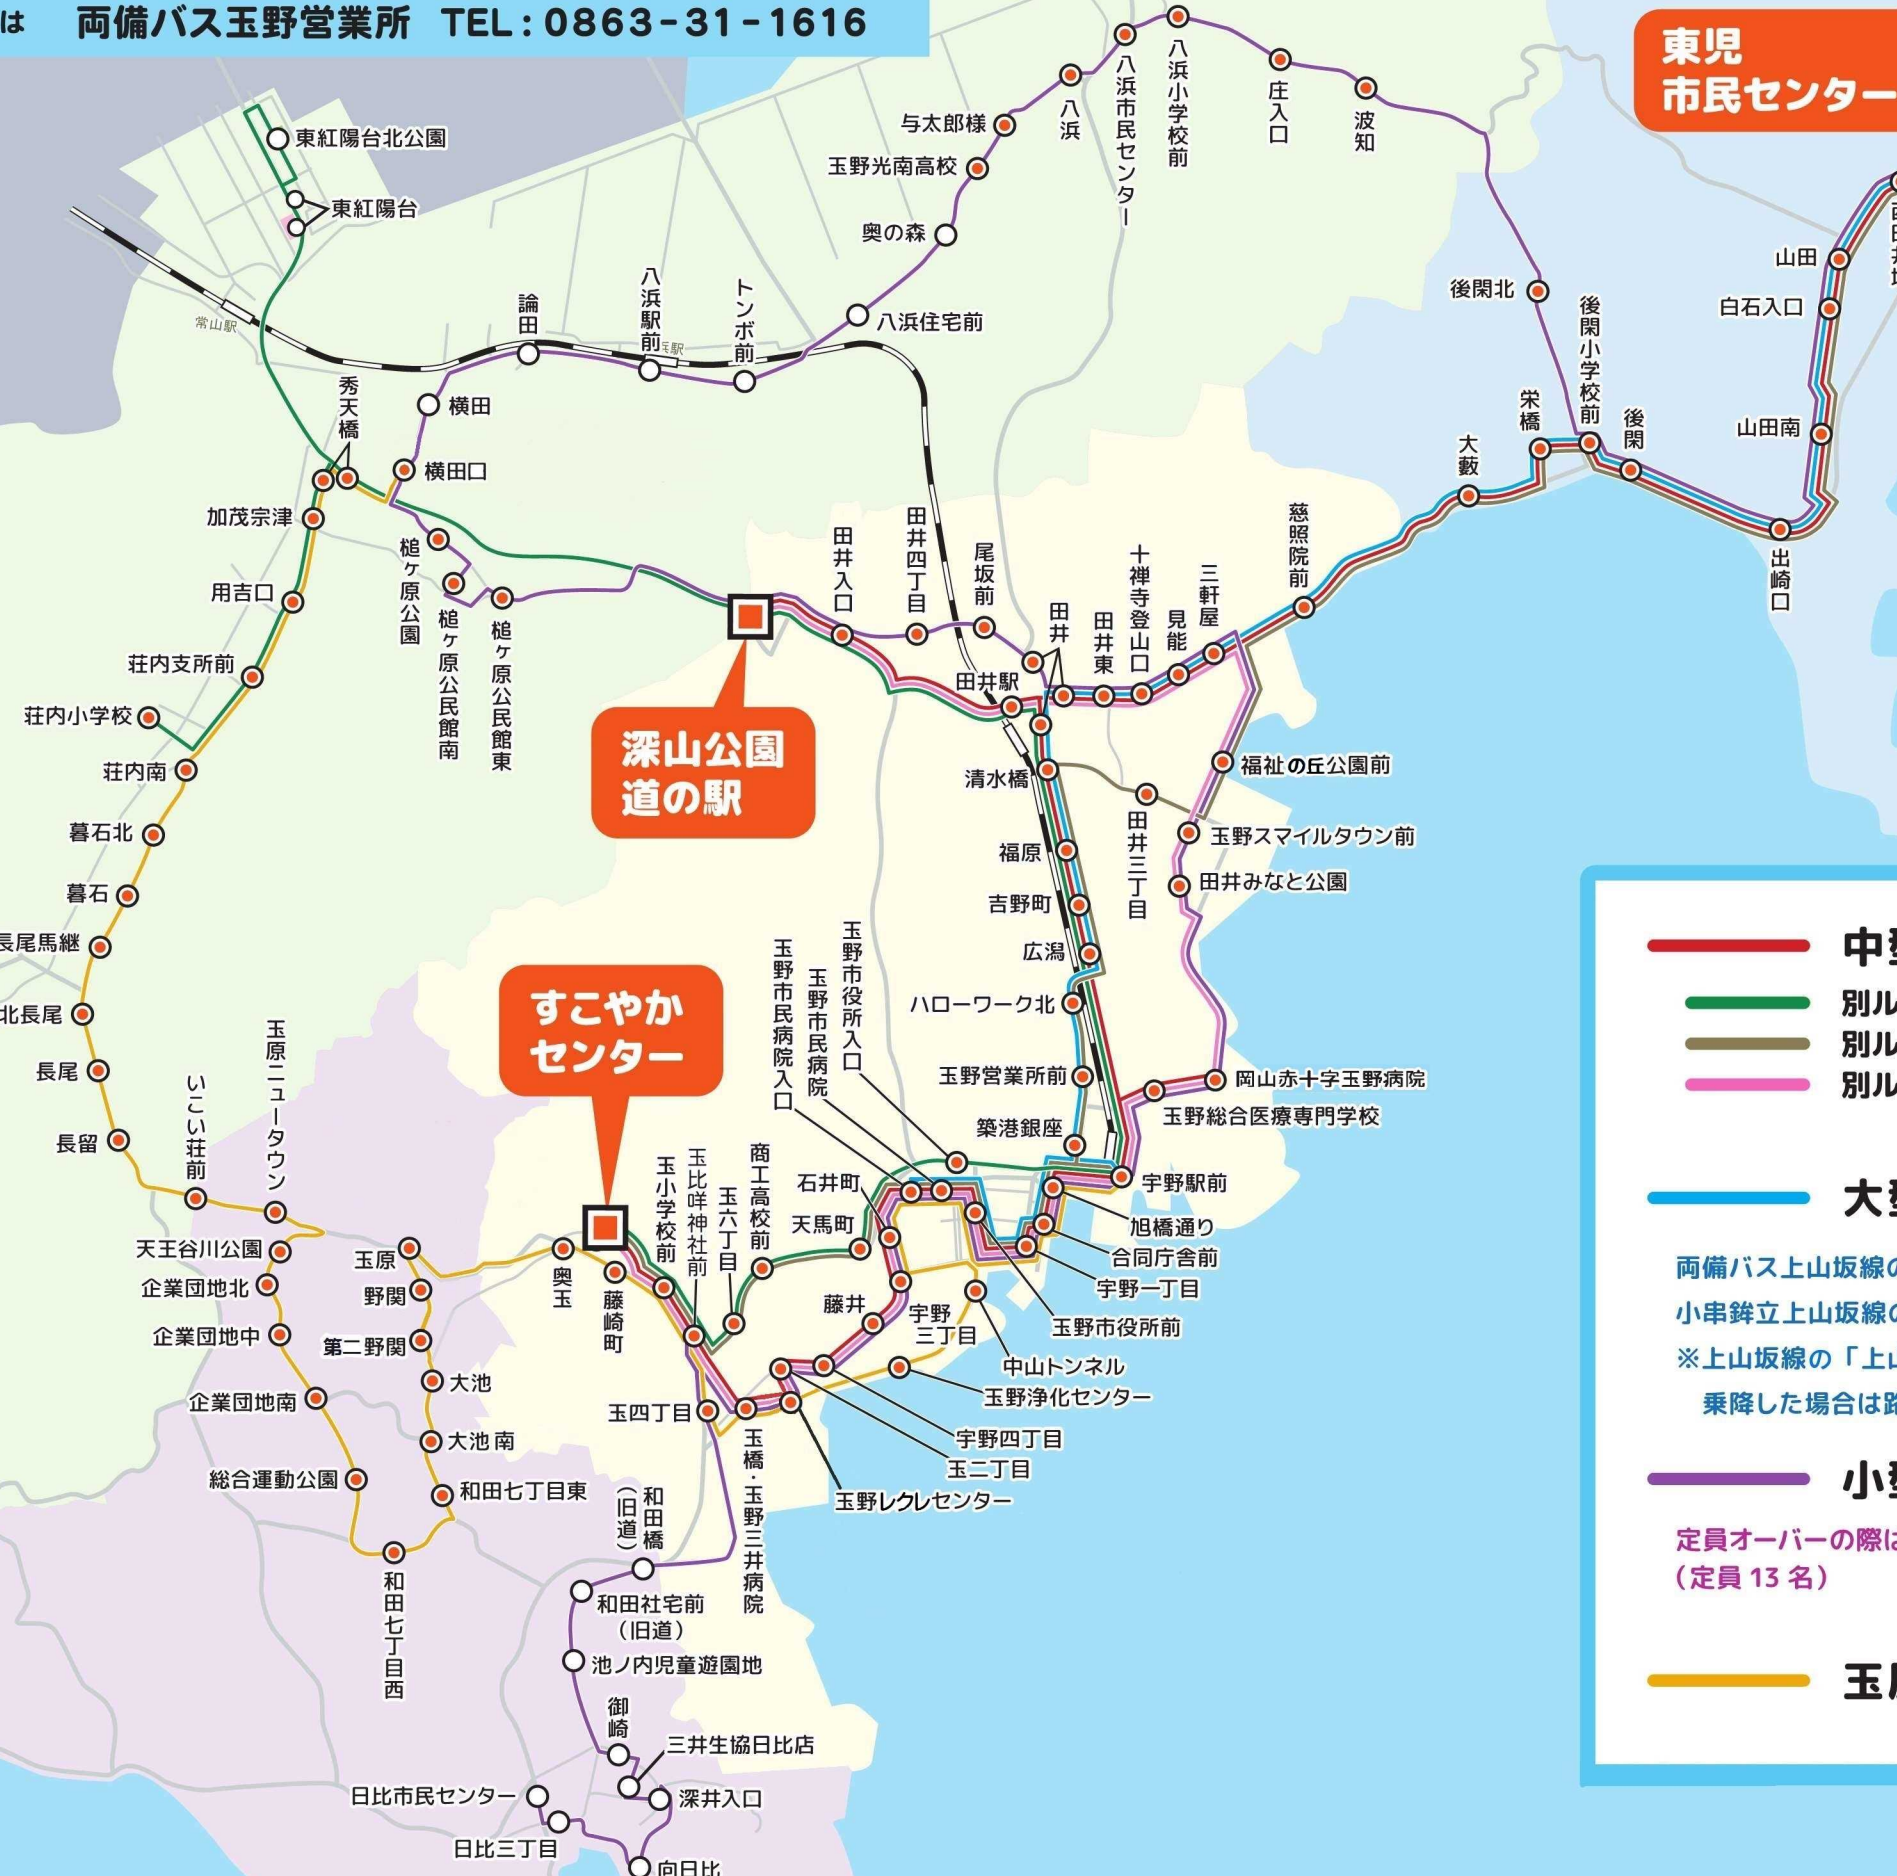 は　両備バス玉野営業所　TEL：0863-31-1616
東児
市民センター
東紅陽台北公園
東紅陽台
常山駅
論田
八浜駅前
浜駅
トンボ前
八浜住宅前
奥の森
玉野光南高校
与太郎様
八浜
八浜市民センター
八浜小学校前
庄入口
波知
後閑北
後閑小学校前
後閑
栄橋
大藪
山田
白石入口
山田南
出崎口
秀天橋
横田
横田口
加茂宗津
用吉口
荘内支所前
荘内小学校
荘内南
暮石北
暮石
長尾馬継
北長尾
長尾
長留
槌ヶ原公園
槌ヶ原公民館南
槌ヶ原公民館東
深山公園
道の駅
田井入口
田井四丁目
尾坂前
田井
田井駅
田井東
十禅寺登山口
見能
三軒屋
慈照院前
清水橋
福祉の丘公園前
田井三丁目
玉野スマイルタウン前
田井みなと公園
福原
吉野町
広潟
ハローワーク北
玉野営業所前
築港銀座
岡山赤十字玉野病院
玉野総合医療専門学校
宇野駅前
旭橋通り
合同庁舎前
宇野一丁目
玉野市役所前
中山トンネル
玉野浄化センター
宇野四丁目
玉二丁目
玉野レクレセンター
玉野市民病院入口
玉野市民病院
玉野市役所入口
石井町
天馬町
藤井
宇野
三丁目
すこやか
センター
玉小学校前
玉比咩神社前
玉六丁目
商工高校前
奥玉
藤崎町
玉四丁目
玉橋・玉野三井病院
いこい荘前
玉原ニュータウン
天王谷川公園
企業団地北
企業団地中
企業団地南
総合運動公園
玉原
野関
第二野関
大池
大池南
和田七丁目東
和田七丁目西
和田橋
（旧道）
和田社宅前
（旧道）
池ノ内児童遊園地
御崎
三井生協日比店
深井入口
日比市民センター
日比三丁目
向日比
中型
別ル
別ル
別ル
大型
両備バス上山坂線の
小串鉾立上山坂線の
※上山坂線の「上山
乗降した場合は路
小型
定員オーバーの際は
（定員 13 名）
玉原